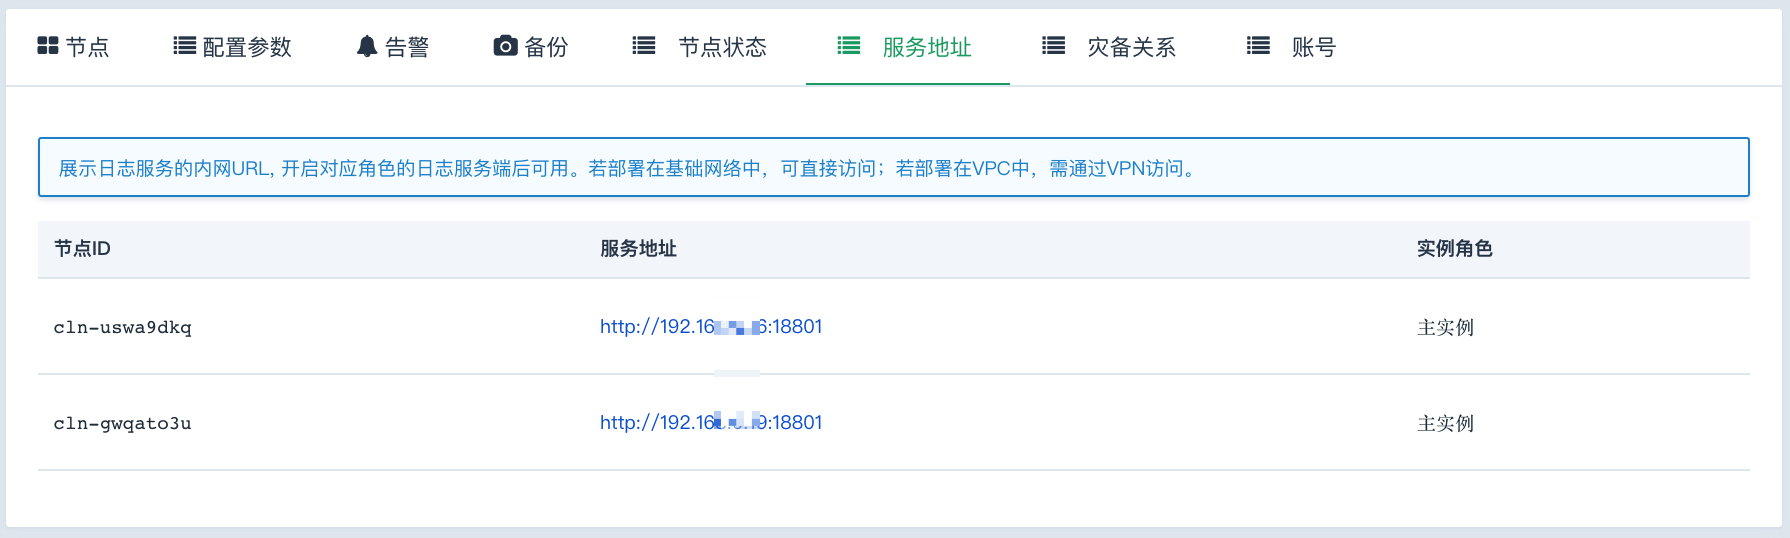 节点 配置参数 告警 备份 节点状态 服务地址 灾备关系 账号
展示日志服务的内网URL, 开启对应角色的日志服务端后可用。若部署在基础网络中，可直接访问；若部署在VPC中，需通过VPN访问。
节点ID 服务地址 实例角色
cln-uswa9dkq http://192.16 6:18801 主实例
cln-gwqato3u http://192.16 9:18801 主实例